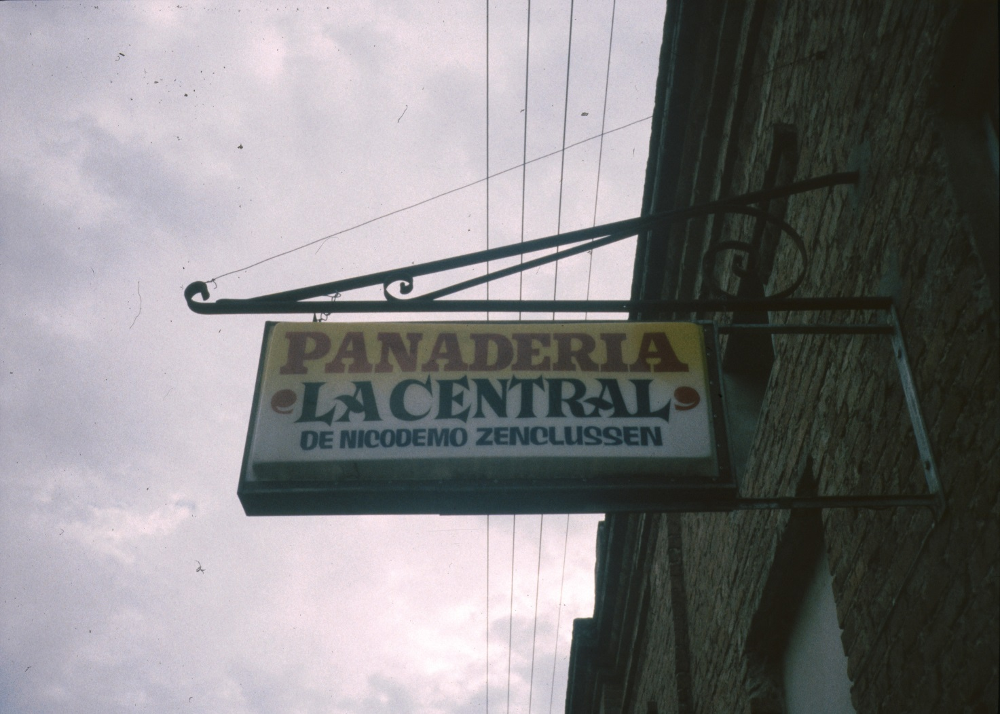 PANADERIA
LA CENTRAL
DE NICODEMO ZENCLUSSEN